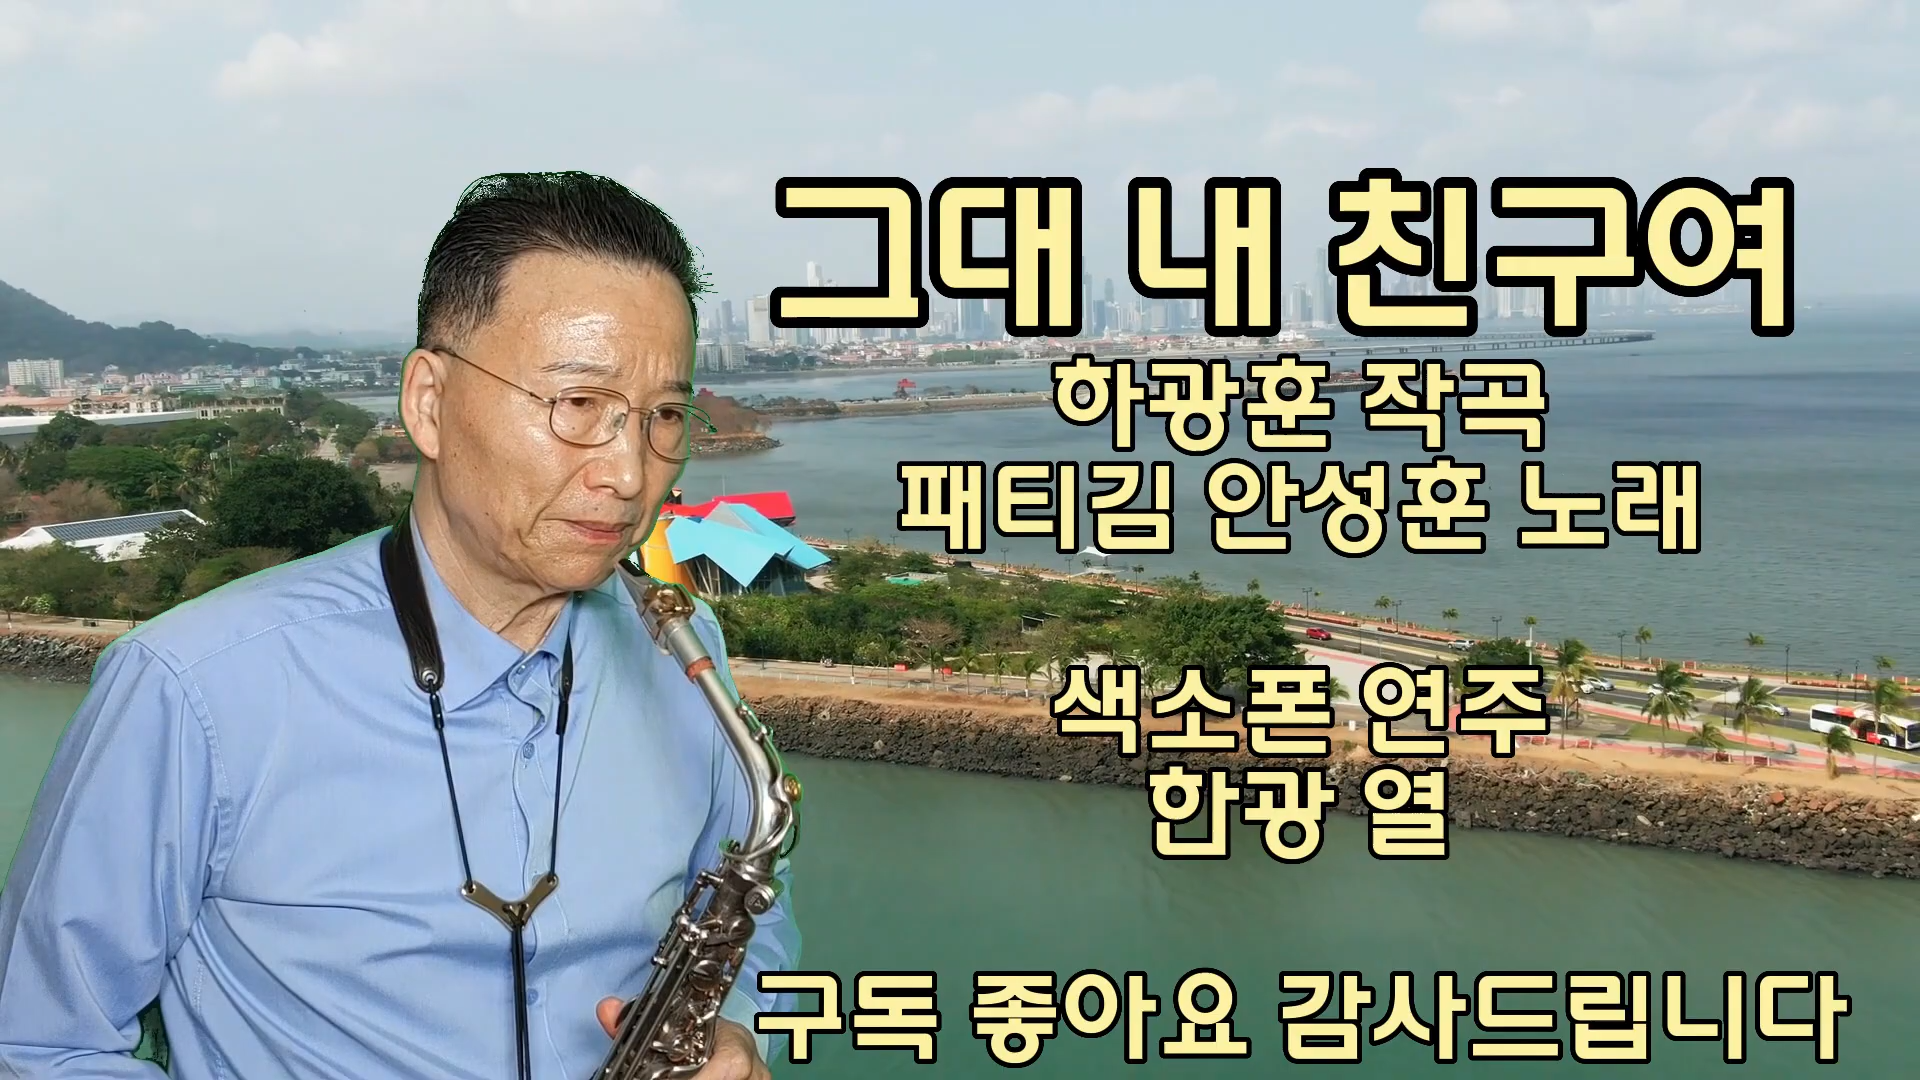 그대 내 친구여
하광훈 작곡
패티김 안성훈 노래
색소폰 연주
한광 열
구독 좋아요 감사드립니다